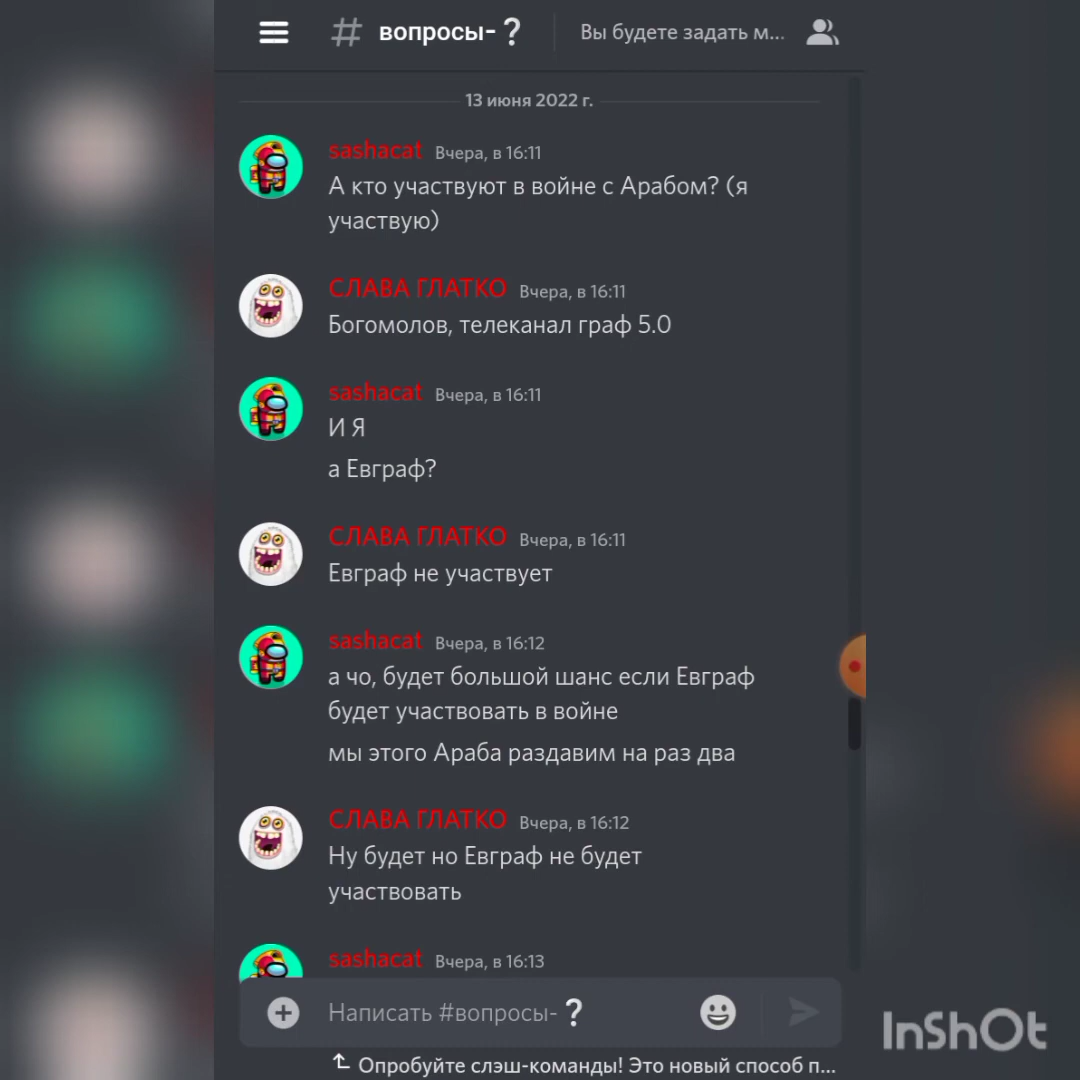 # вопросы-❔
Вы будете задать м...
13 июня 2022 г.
sashacat Вчера, в 16:11
А кто участвуют в войне с Арабом? (я
участвую)
СЛАВА ГЛАТКО Вчера, в 16:11
Богомолов, телеканал граф 5.0
sashacat Вчера, в 16:11
И Я
а Евграф?
СЛАВА ГЛАТКО Вчера, в 16:11
Евграф не участвует
sashacat Вчера, в 16:12
а чо, будет большой шанс если Евграф
будет участвовать в войне
мы этого Араба раздавим на раз два
СЛАВА ГЛАТКО Вчера, в 16:12
Ну будет но Евграф не будет
участвовать
sashacat Вчера, в 16:13
Написать #вопросы-❔
Опробуйте слэш-команды! Это новый способ п...
InShOt